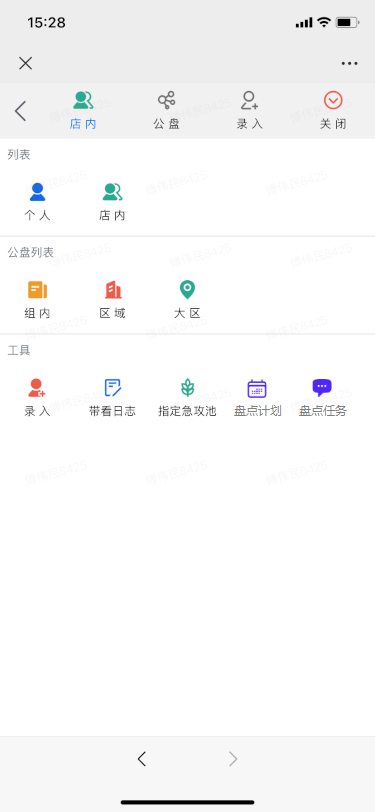 15:28
店内 公盘 录入 关闭
列表
个人 店内
公盘列表
组内 区域 大区
工具
录入 带看日志 指定急攻池 盘点计划 盘点任务